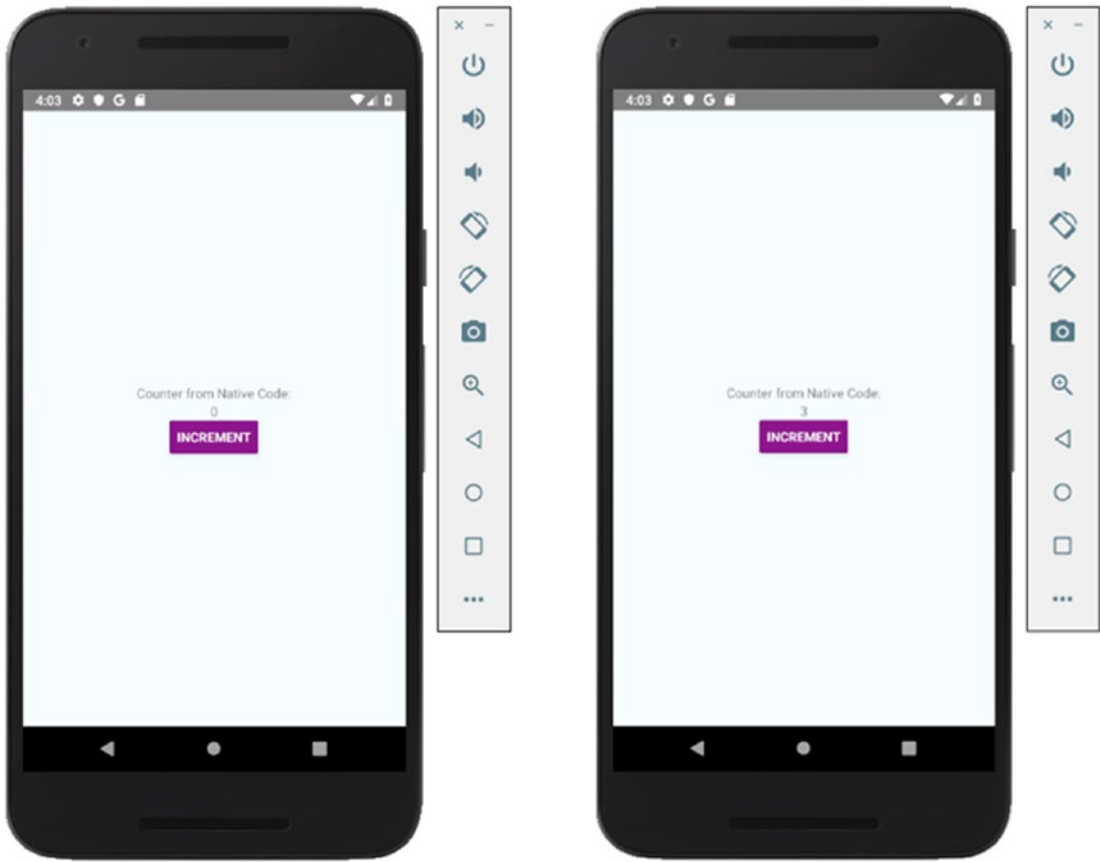 4:03 G
Counter from Native Code:
0
INCREMENT
4:03 G
Counter from Native Code:
3
INCREMENT